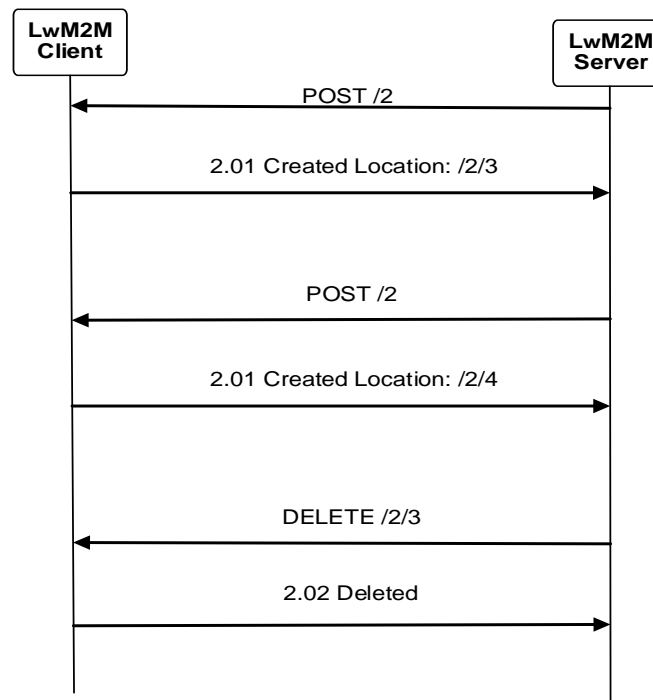 LwM2M
Client
LwM2M
Server
POST /2
2.01 Created Location: /2/3
POST /2
2.01 Created Location: /2/4
DELETE /2/3
2.02 Deleted